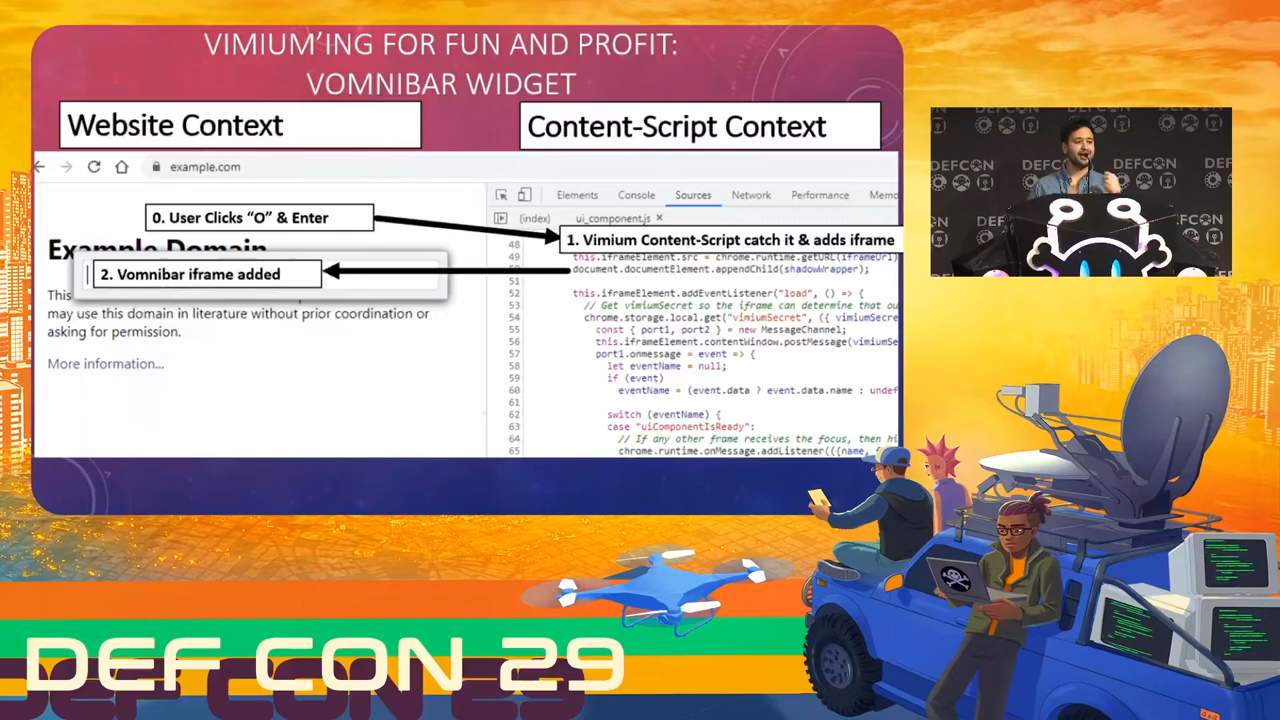 VIMIUM'ING FOR FUN AND PROFIT:
VOMNIBAR WIDGET
Website Context
Content-Script Context
example.com
Elements
Console
Sources
Network
Performance
Memo
(index)
ui_component.js ×
0. User Clicks "O" & Enter
1. Vimium Content-Script catch it & adds iframe
Example Domain
2. Vomnibar iframe added
This
may use this domain in literature without prior coordination or
asking for permission.
More information...
48
49 this.iframeElement.src = chrome.runtime.getURL(iframeUrl)
document.documentElement.appendChild(shadowWrapper);
51
52 this.iframeElement.addEventListener("load", () => {
53 // Get vimiumSecret so the iframe can determine that ou
54 chrome.storage.local.get("vimiumSecret", ({ vimiumSecre
55 const { port1, port2 } = new MessageChannel;
56 this.iframeElement.contentWindow.postMessage(vimiumSe
57 port1.onmessage = event => {
58 let eventName = null;
59 if (event)
60 eventName = (event.data ? event.data.name : undef
61
62 switch (eventName) {
63 case "uiComponentIsReady":
64 // If any other frame receives the focus, then hi
65 chrome.runtime.onMessage.addListener(({name,
DEFCON
DEFCON
DEFCON
DEFCON
DEF CON 29